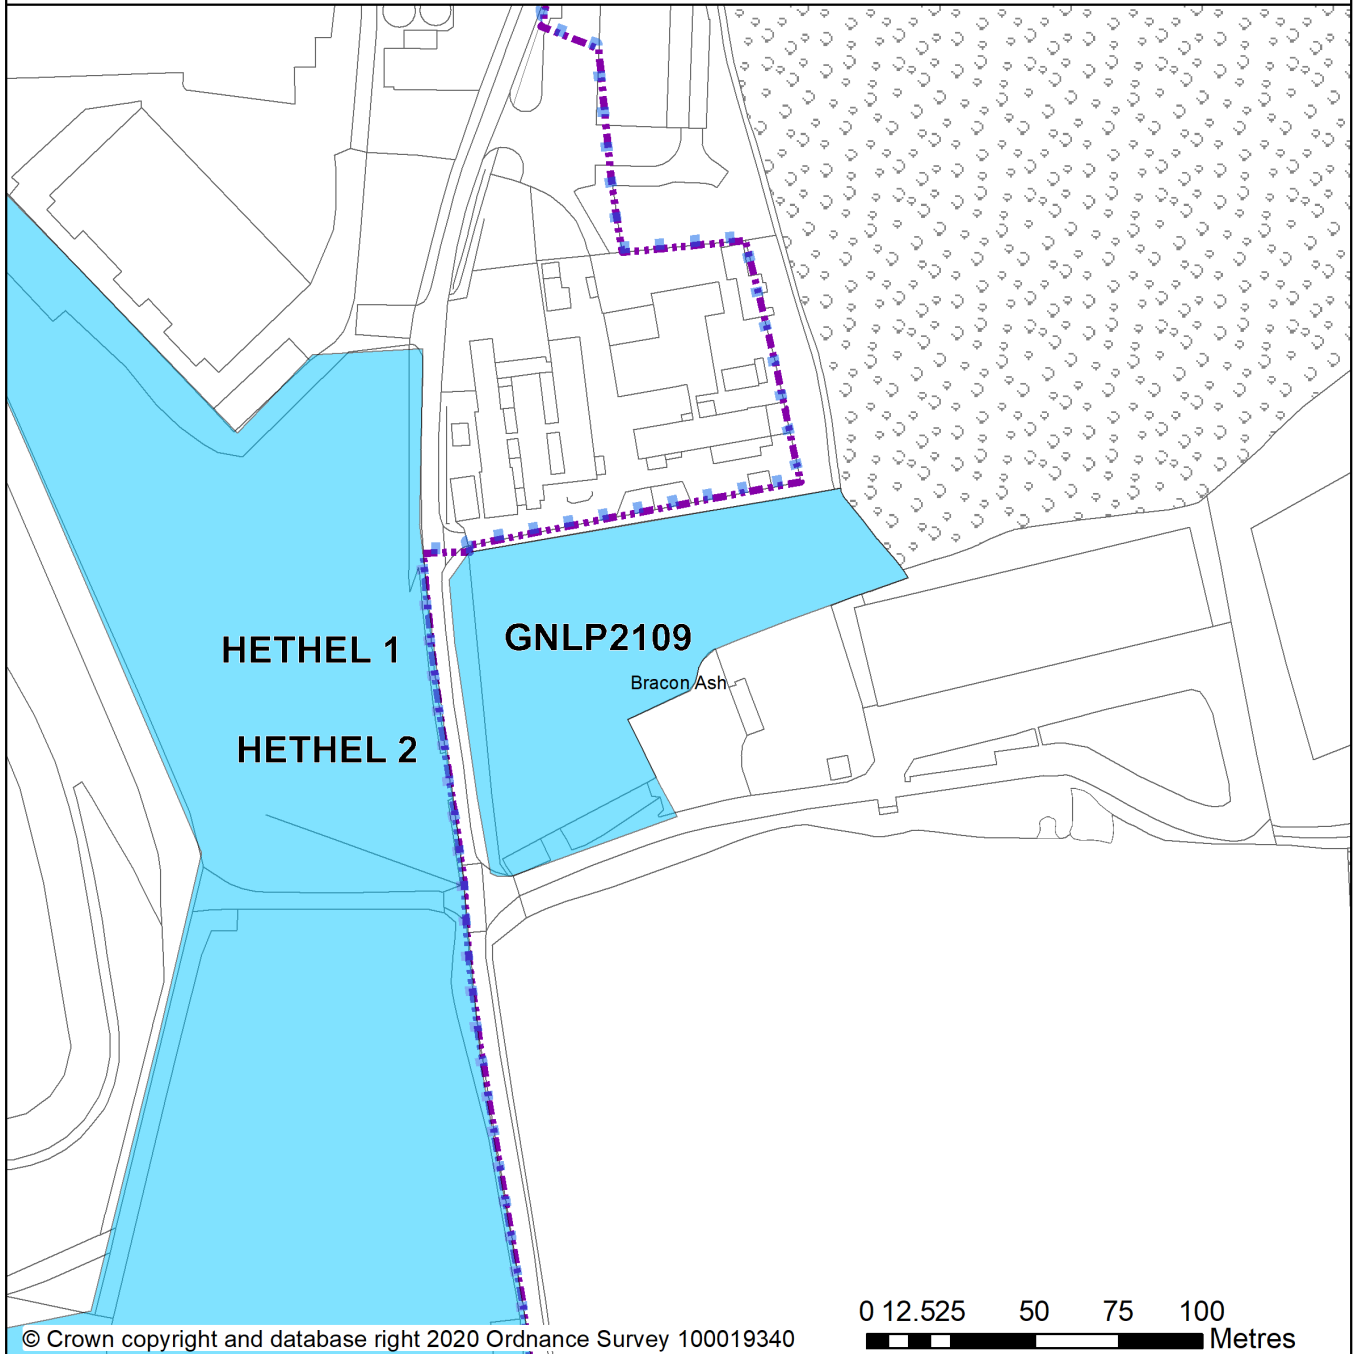 HETHEL 1
GNLP2109
Bracon Ash
HETHEL 2
0 12.525 50 75 100
Metres
© Crown copyright and database right 2020 Ordnance Survey 100019340